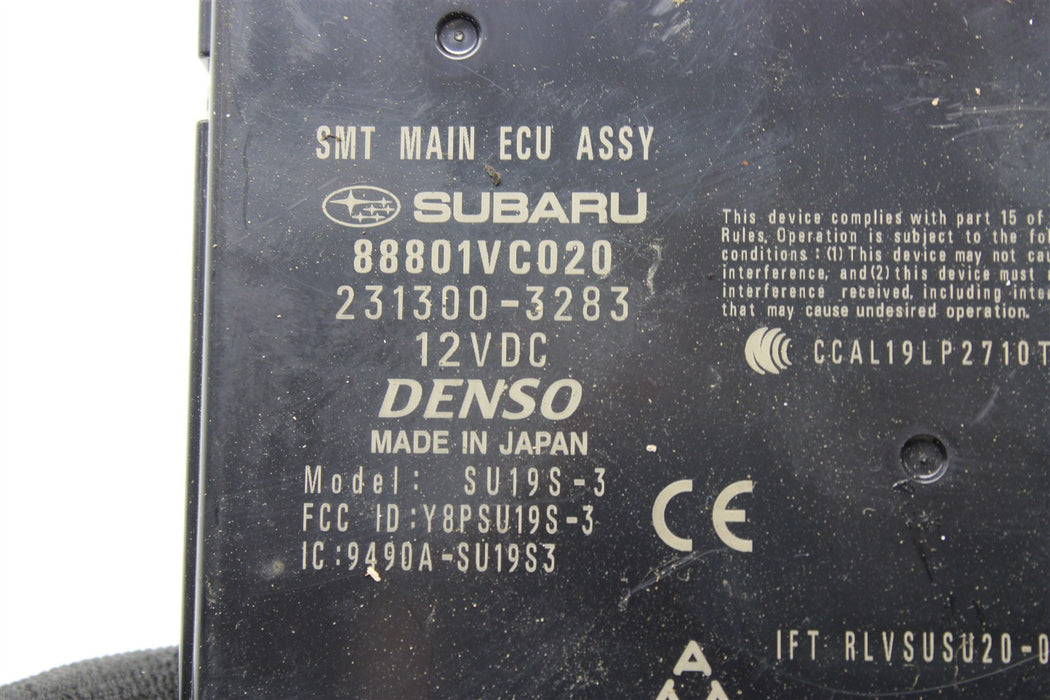 SMT MAIN ECU ASSY
SUBARU
88801VC020
231300-3283
12VDC
DENSO
MADE IN JAPAN
Model: SU19S-3
FCC ID:Y8PSU19S-3
IC:9490A-SU19S3
CE
This device complies with part 15 of
Rules. Operation is subject to the
conditions : (1) This device may not
interference, and (2) this device must
interference received, including
that may cause undesired operation.
CCAL19LP2710T
IFT RLVSUSU20-0
A